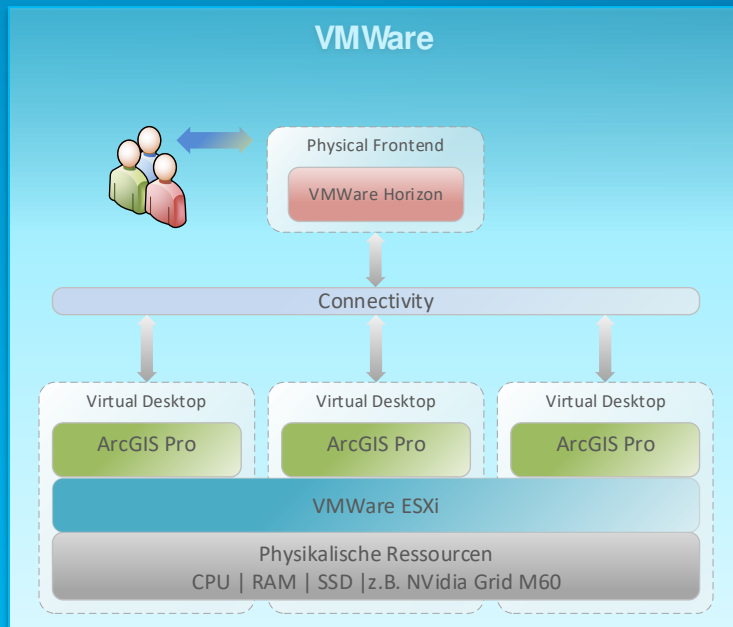 VMWare
Physical Frontend
VMWare Horizon
Connectivity
Virtual Desktop
Virtual Desktop
Virtual Desktop
ArcGIS Pro
ArcGIS Pro
ArcGIS Pro
VMWare ESXi
Physikalische Ressourcen
CPU | RAM | SSD |z.B. NVidia Grid M60